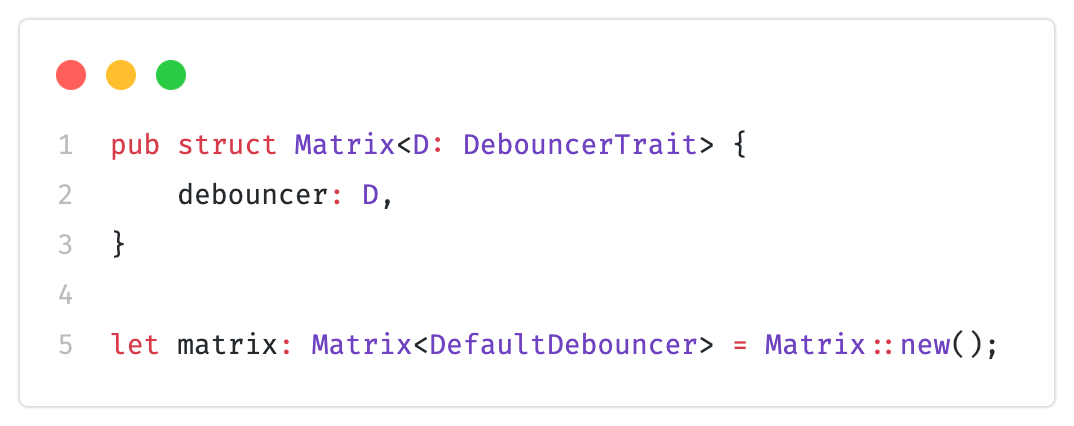 1 pub struct Matrix<D: DebouncerTrait> {
2     debouncer: D,
3 }
4
5 let matrix: Matrix<DefaultDebouncer> = Matrix::new();